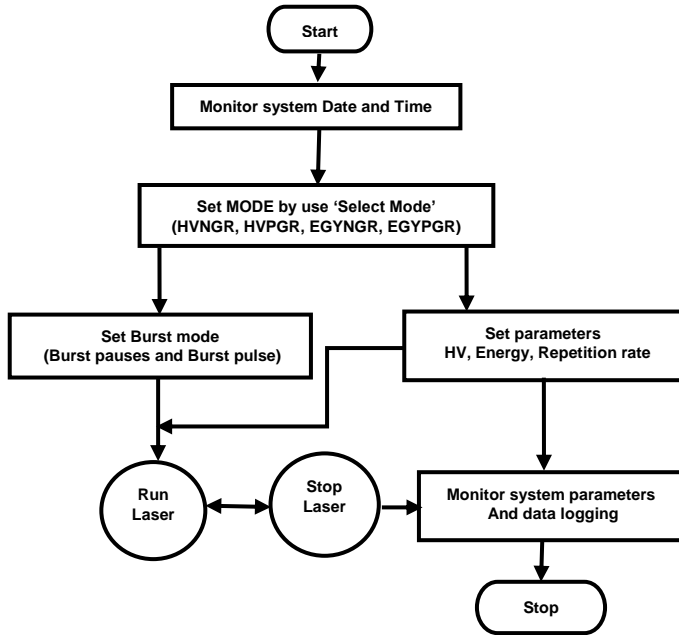 Start
Monitor system Date and Time
Set MODE by use ‘Select Mode’
(HVNGR, HVPGR, EGYNGR, EGYPGR)
Set Burst mode
(Burst pauses and Burst pulse)
Set parameters
HV, Energy, Repetition rate
Run
Laser
Stop
Laser
Monitor system parameters
And data logging
Stop